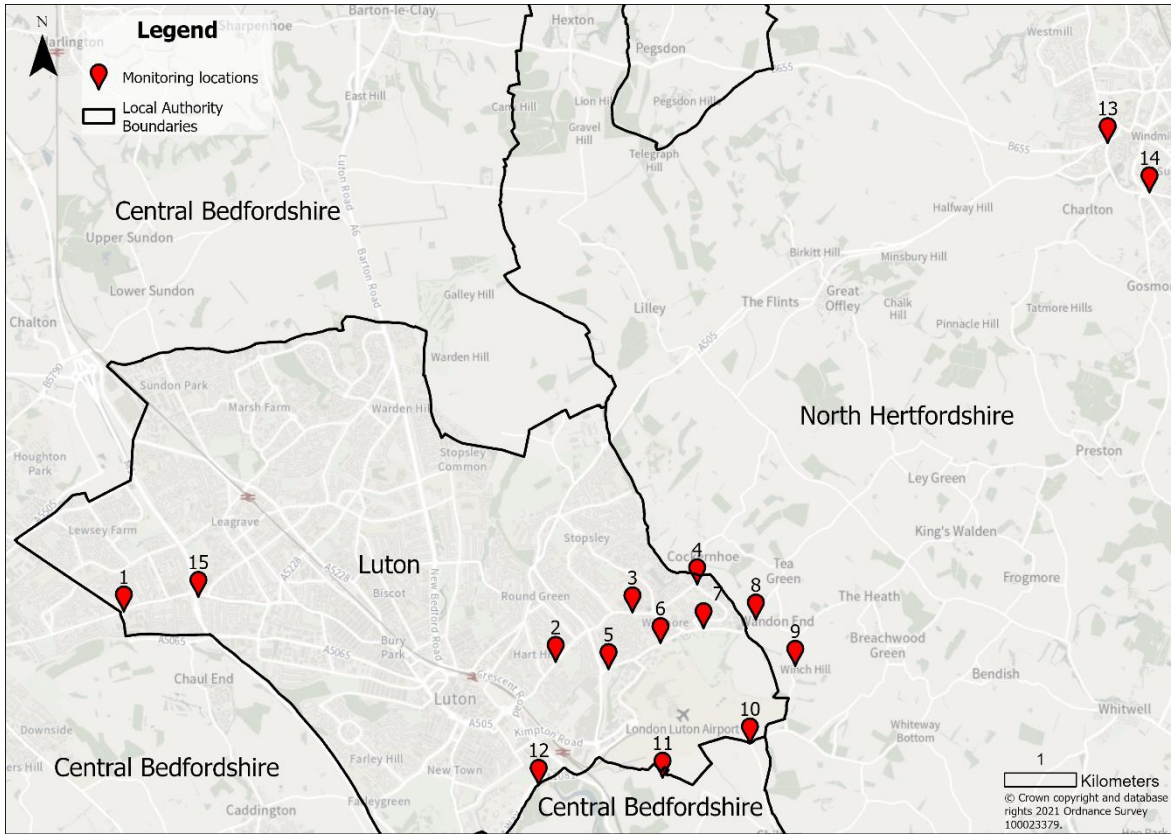 N
Legend
Monitoring locations
Local Authority
Boundaries
Barton-le-Clay
Hexton
Pegsdon
Westmill
Sharpenhoe
Harlington
B655
East Hill
Lion Hill
Pegsdon Hills
Gravel
Hill
Telegraph
Hill
13
14
B655
Charlton
Halfway Hill
Central Bedfordshire
Luton Road
A6
Barton Road
Upper Sundon
Lower Sundon
Chalton
Galley Hill
Lilley
Birkitt Hill
Minsbury Hill
The Flints
Great
Offley
Chalk
Hill
Pinnacle Hill
Tatmore Hills
Gosmo
A505
Warden Hill
B5790
Sundon Park
Marsh Farm
Warden Hill
North Hertfordshire
Houghton
Park
Stopsley
Common
Preston
Ley Green
A505
Lewsey Farm
Leagrave
Luton
Stopsley
King's Walden
Cockernhoe
4
Tea
Green
Frogmore
1
15
A5228
A5228
Biscot
New Bedford Road
Round Green
3
6
7
8
Wandon End
The Heath
2
5
Hart Hill
9
Winch Hill
Breachwood
Green
Bendish
A5065
A5065
Bury
Park
Chaul End
Luton
Crescent R
A505
Kimpton Road
London Luton Airport
10
Whiteway
Bottom
Whitwell
Downside
12
11
Farley Hill
New Town
Farleygreen
Caddington
Central Bedfordshire
Central Bedfordshire
1
Kilometers
© Crown copyright and database
rights 2021 Ordnance Survey
100023379.